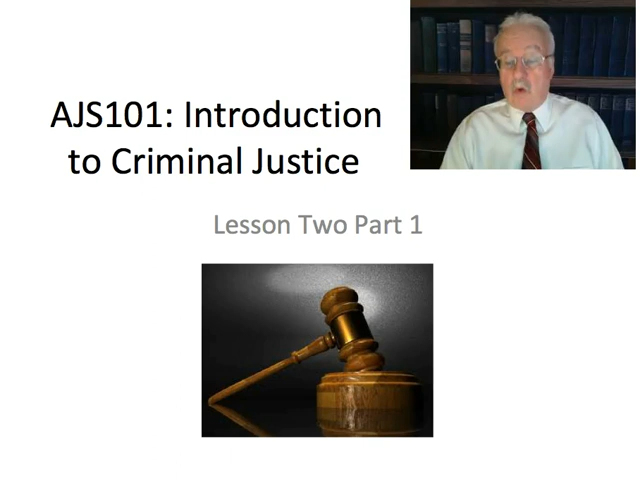 AJS101: Introduction
to Criminal Justice
Lesson Two Part 1